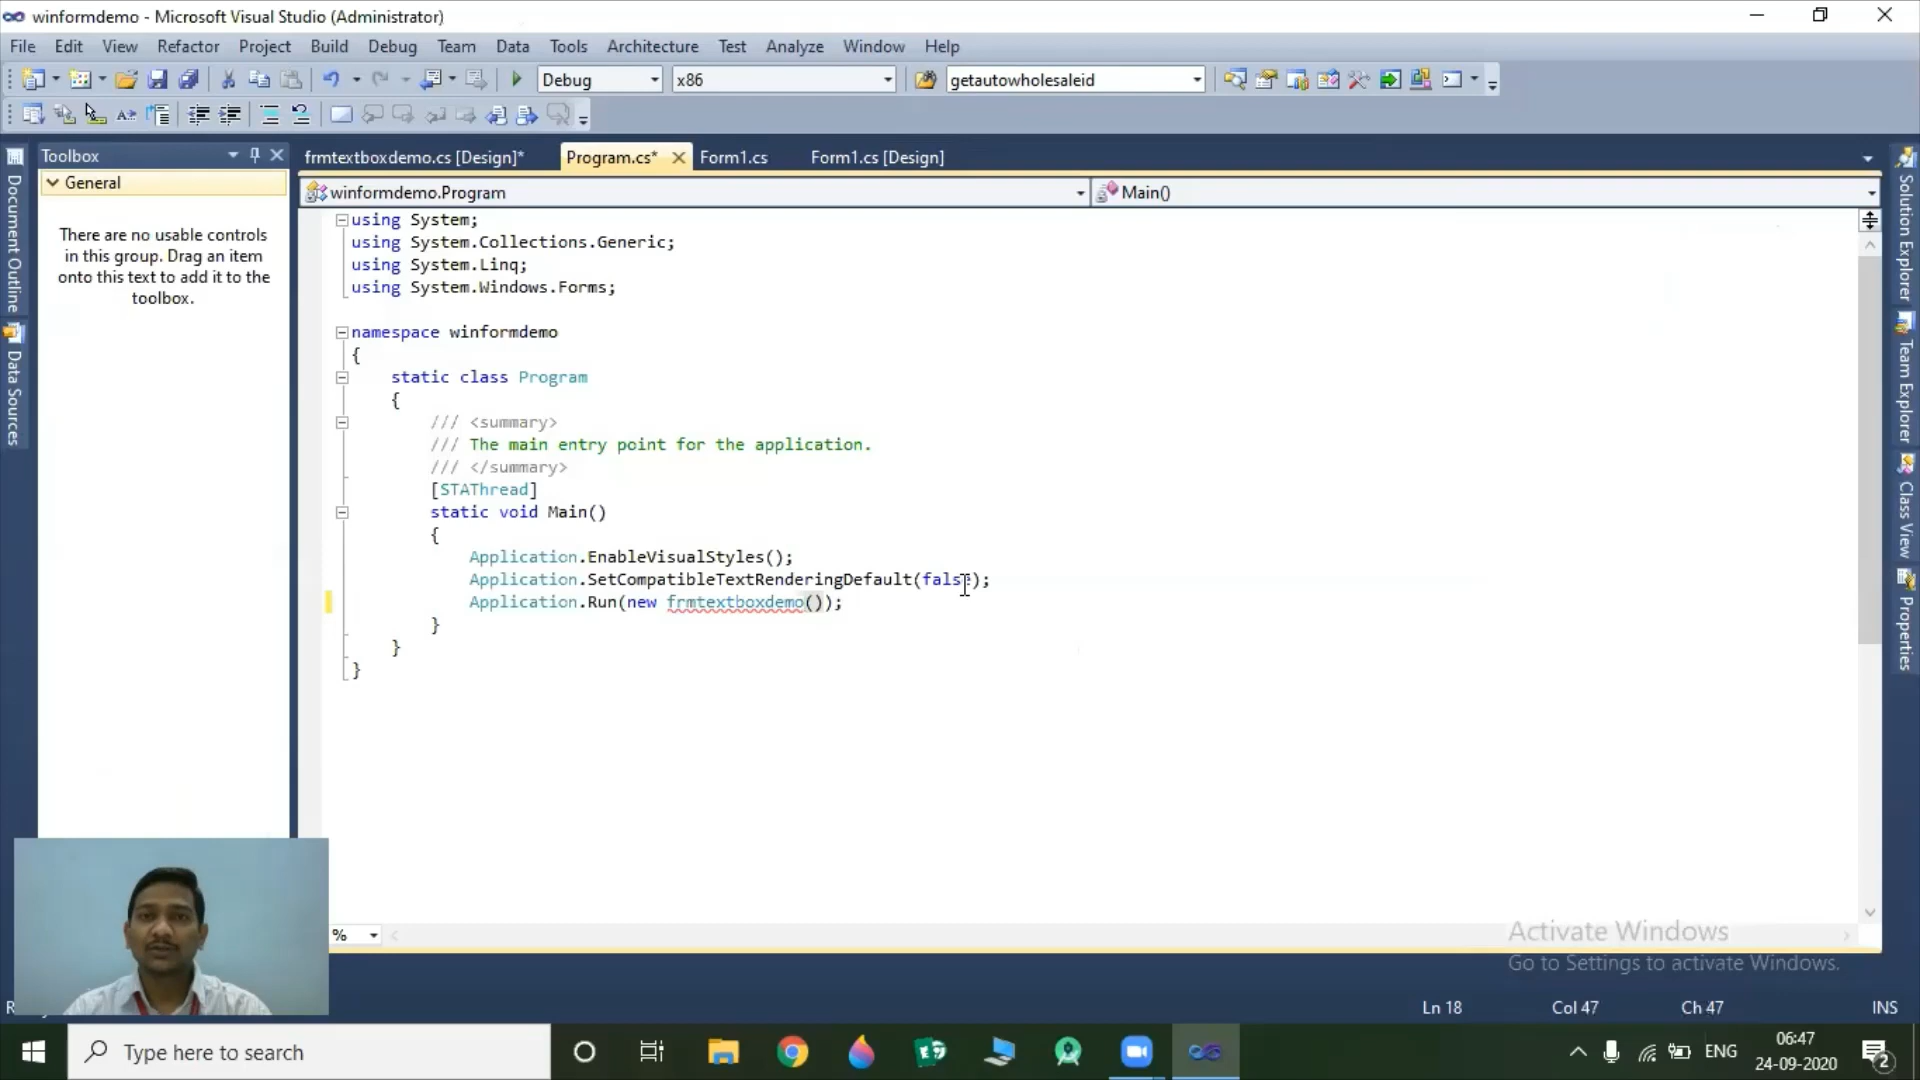 winformdemo - Microsoft Visual Studio (Administrator)
File Edit View Refactor Project Build Debug Team Data Tools Architecture Test Analyze Window Help
Debug x86 getautowholesaleid
Toolbox
General
There are no usable controls
in this group. Drag an item
onto this text to add it to the
toolbox.
Document Outline
Data Sources
frmtextboxdemo.cs [Design]* Program.cs* Form1.cs Form1.cs [Design]
winformdemo.Program Main()
using System;
using System.Collections.Generic;
using System.Linq;
using System.Windows.Forms;
namespace winformdemo
{
static class Program
{
/// <summary>
/// The main entry point for the application.
/// </summary>
[STAThread]
static void Main()
{
Application.EnableVisualStyles();
Application.SetCompatibleTextRenderingDefault(false);
Application.Run(new frmtextboxdemo());
}
}
}
Solution Explorer
Team Explorer
Class View
Properties
%
Activate Windows
Go to Settings to activate Windows.
Ln 18 Col 47 Ch 47 INS
Type here to search
ENG
06:47
24-09-2020
2